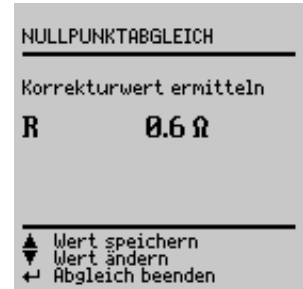 NULLPUNKTABGLEICH
Korrekturwert ermitteln
R 0.6 Ω
▲ Wert speichern
▼ Wert ändern
↵ Abgleich beenden